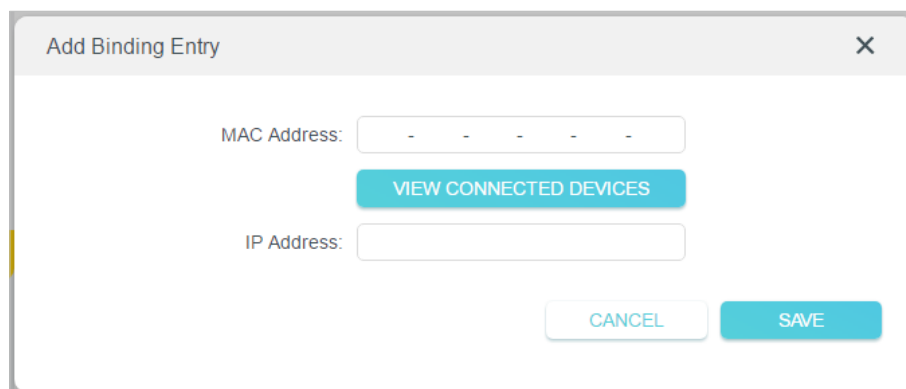 Add Binding Entry ×
MAC Address: - - - - -
VIEW CONNECTED DEVICES
IP Address:
CANCEL SAVE